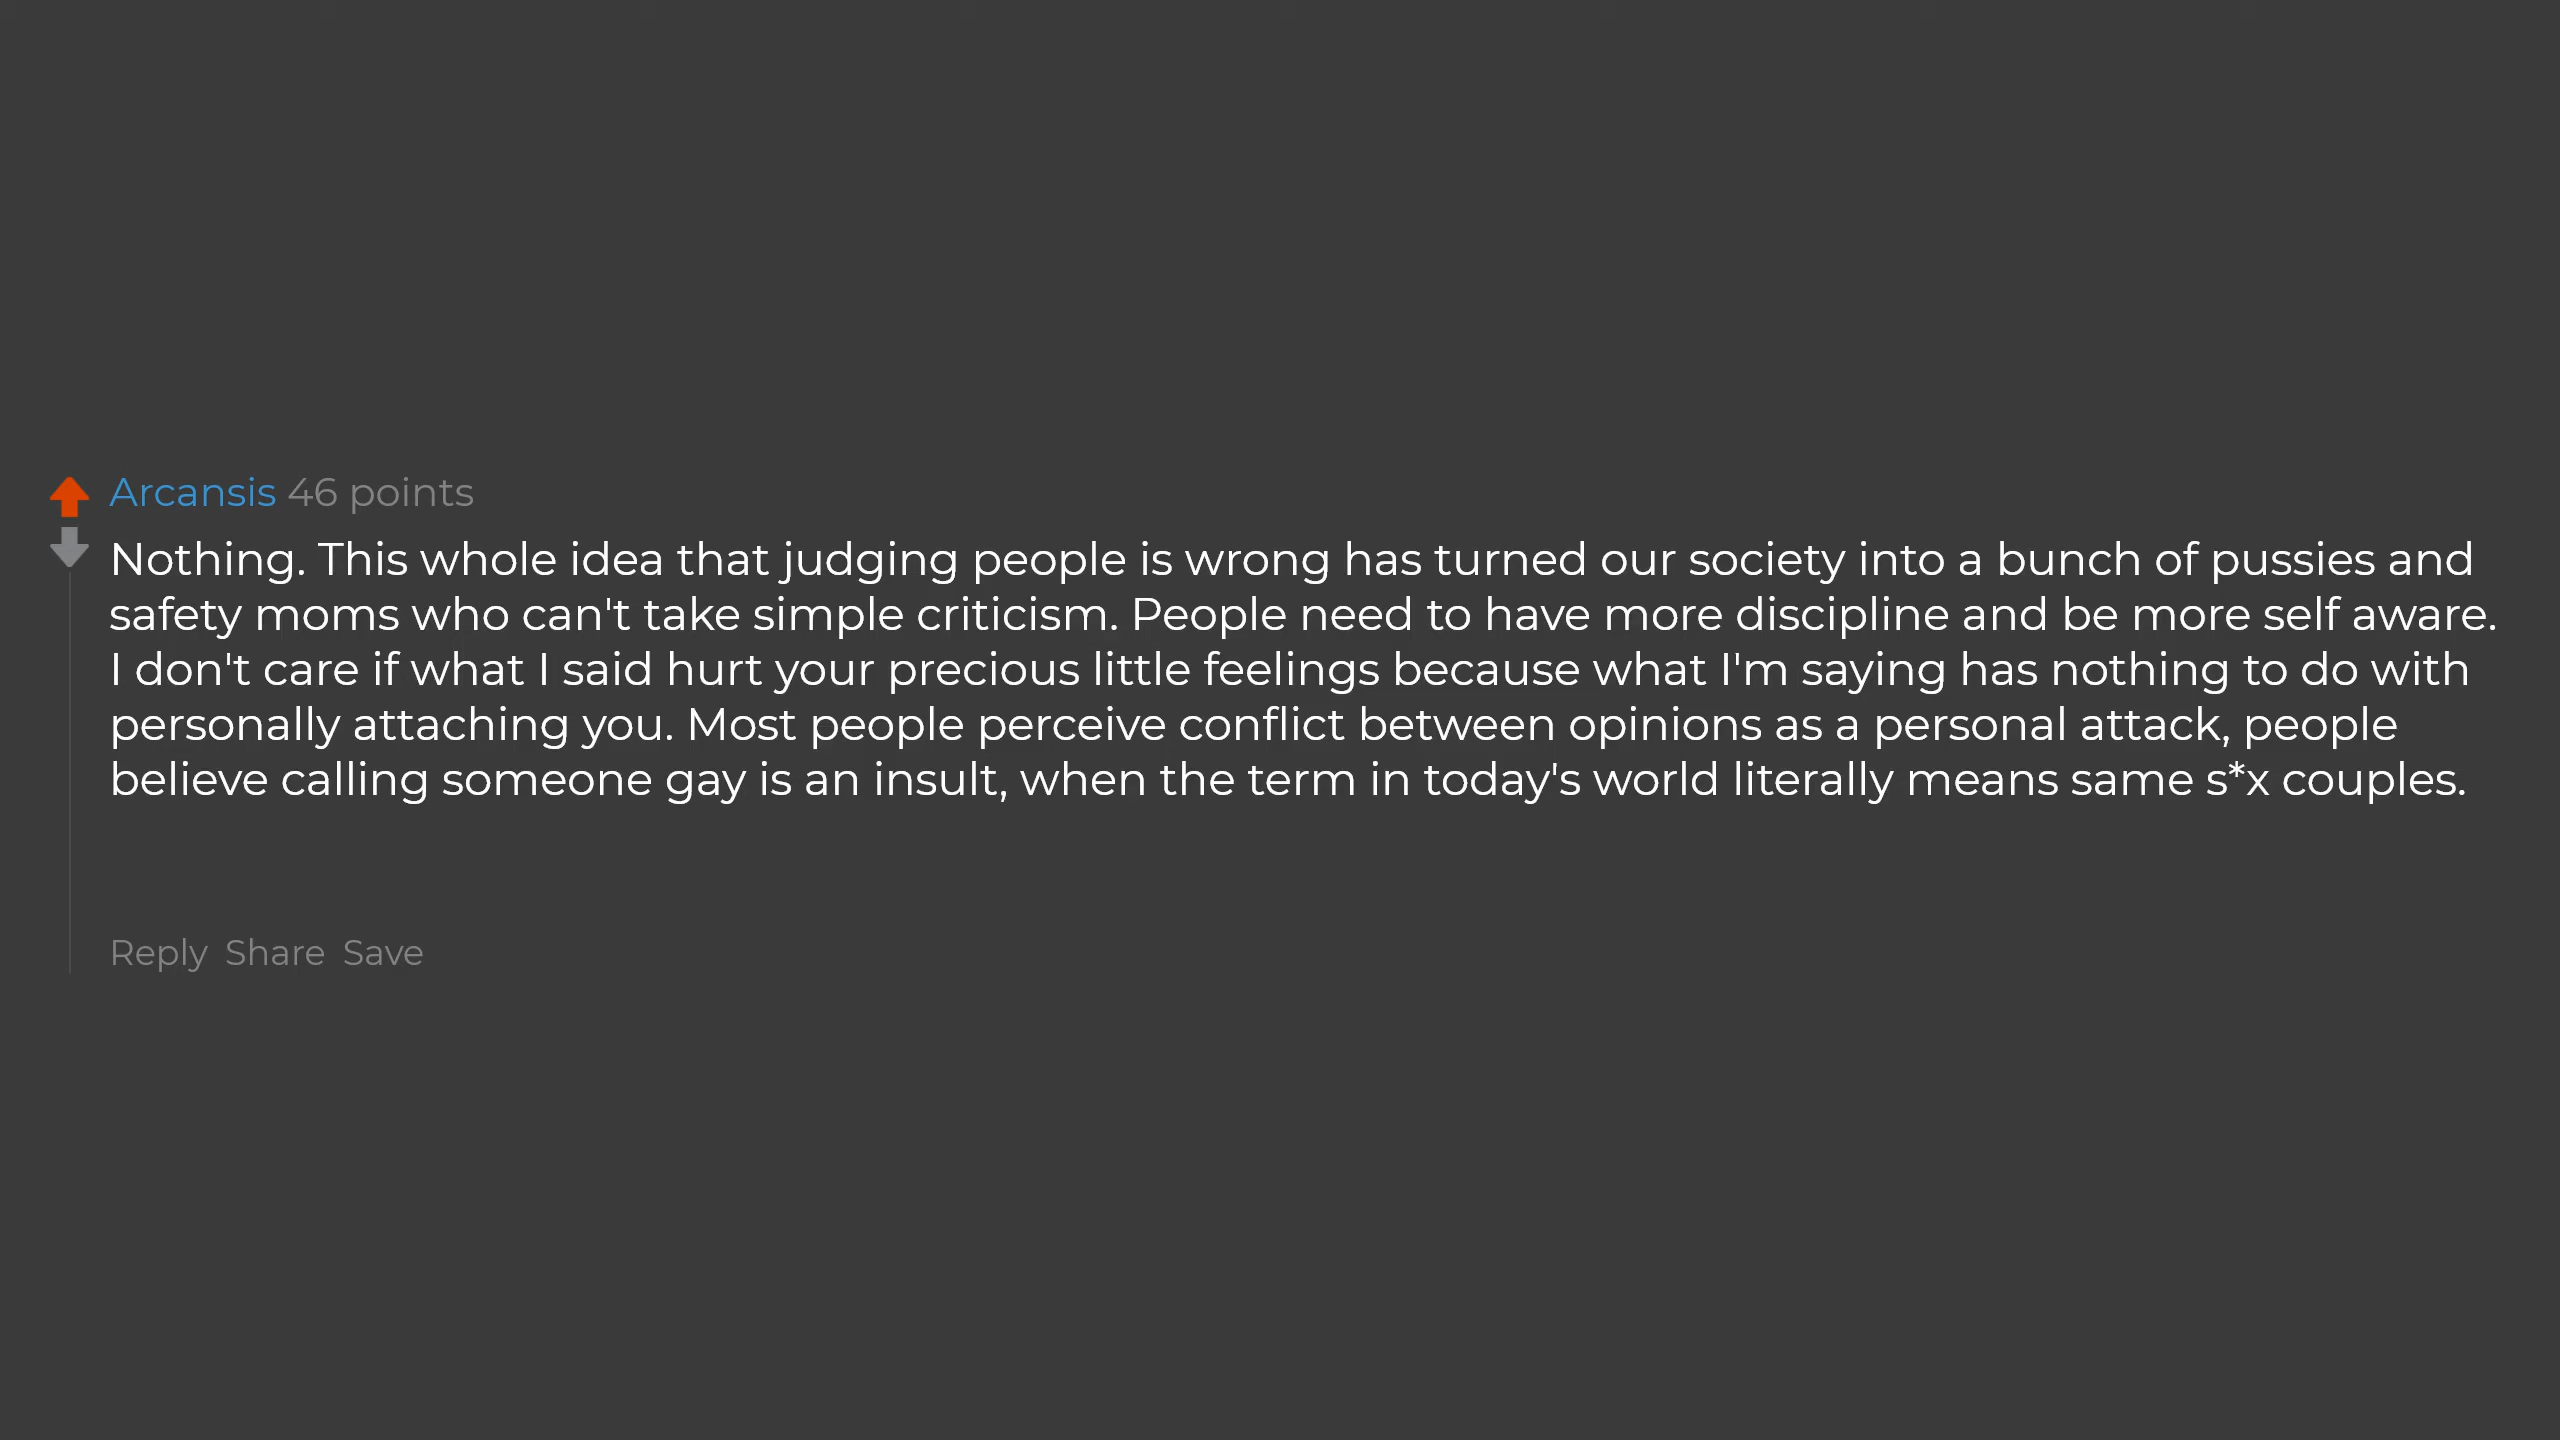 Arcansis 46 points
Nothing. This whole idea that judging people is wrong has turned our society into a bunch of pussies and
safety moms who can't take simple criticism. People need to have more discipline and be more self aware.
I don't care if what I said hurt your precious little feelings because what I'm saying has nothing to do with
personally attaching you. Most people perceive conflict between opinions as a personal attack, people
believe calling someone gay is an insult, when the term in today's world literally means same s*x couples.
Reply Share Save